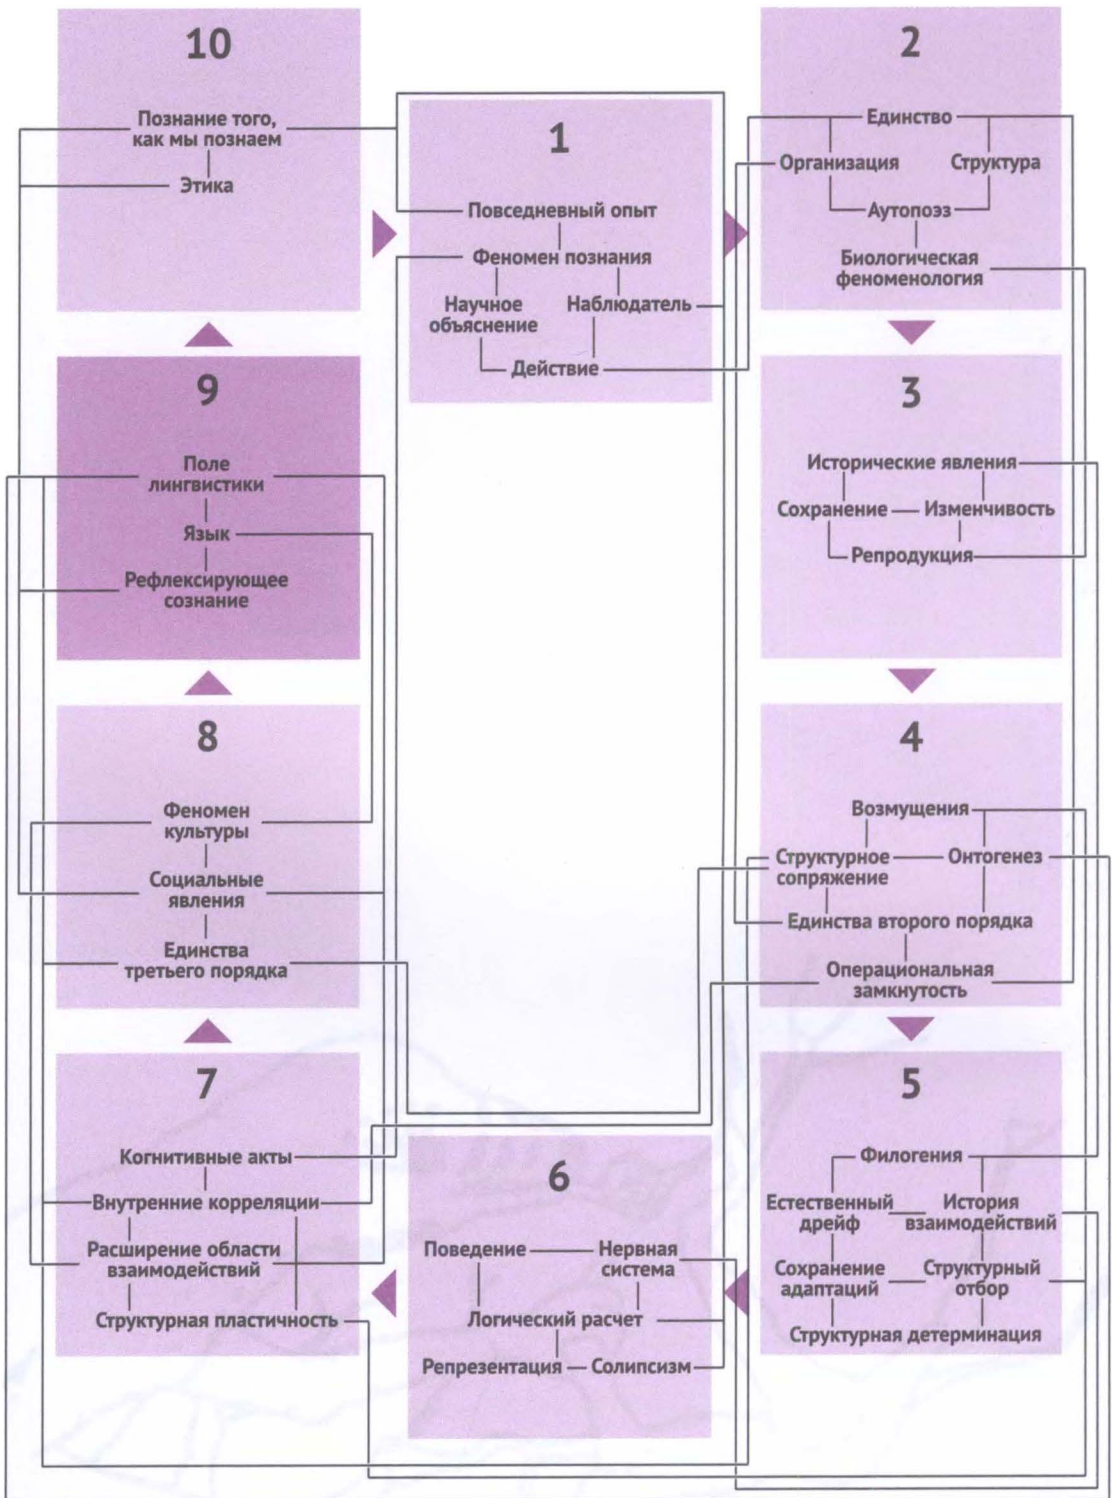 10
Познание того,
как мы познаем
Этика
1
Повседневный опыт
Феномен познания
Научное
объяснение
Наблюдатель
Действие
2
Единство
Организация
Структура
Аутопоэз
Биологическая
феноменология
3
Исторические явления
Сохранение
Изменчивость
Репродукция
4
Возмущения
Структурное
сопряжение
Онтогенез
Единства второго порядка
Операциональная
замкнутость
5
Филогения
Естественный
дрейф
История
взаимодействий
Сохранение
адаптаций
Структурный
отбор
Структурная детерминация
6
Поведение
Нервная
система
Логический расчет
Репрезентация
Солипсизм
7
Когнитивные акты
Внутренние корреляции
Расширение области
взаимодействий
Структурная пластичность
8
Феномен
культуры
Социальные
явления
Единства
третьего порядка
9
Поле
лингвистики
Язык
Рефлексирующее
сознание